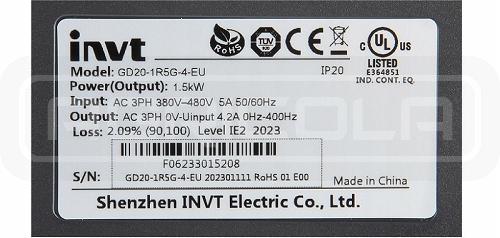 invt
RoHS
TÜV
CE
c UL US
LISTED
E364851
IND. CONT. EQ.
Model: GD20-1R5G-4-EU
IP20
Power(Output): 1.5kW
Input: AC 3PH 380V–480V 5A 50/60Hz
Output: AC 3PH 0V-Uinput 4.2A 0Hz-400Hz
Loss: 2.09% (90,100) Level IE2 2023
F06233015208
S/N: GD20-1R5G-4-EU 202301111 RoHS 01 E00
Made in China
Shenzhen INVT Electric Co., Ltd.